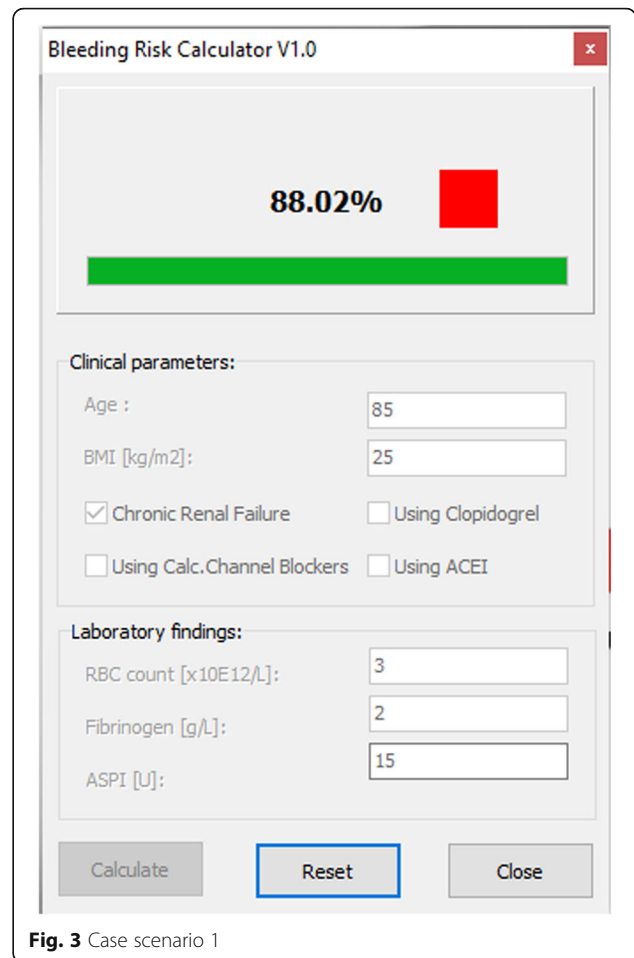 Bleeding Risk Calculator V1.0 x
88.02%
Clinical parameters:
Age : 85
BMI [kg/m2]: 25
Chronic Renal Failure Using Clopidogrel
Using Calc.Channel Blockers Using ACEI
Laboratory findings:
RBC count [x10E12/L]: 3
Fibrinogen [g/L]: 2
ASPI [U]: 15
Calculate Reset Close
Fig. 3 Case scenario 1